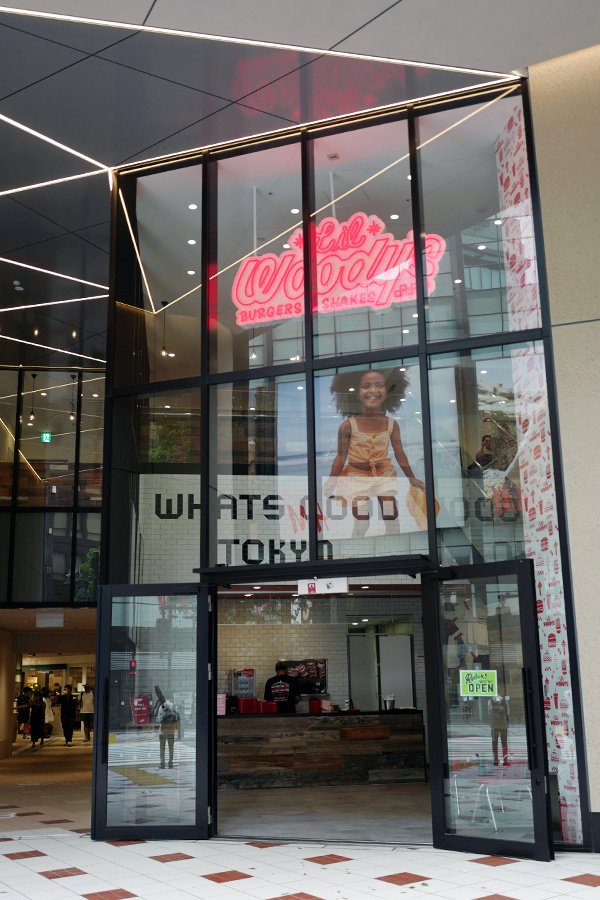 Lil
Woody's
BURGERS & SHAKES
WHATS GOOD
TOKYO
OPEN